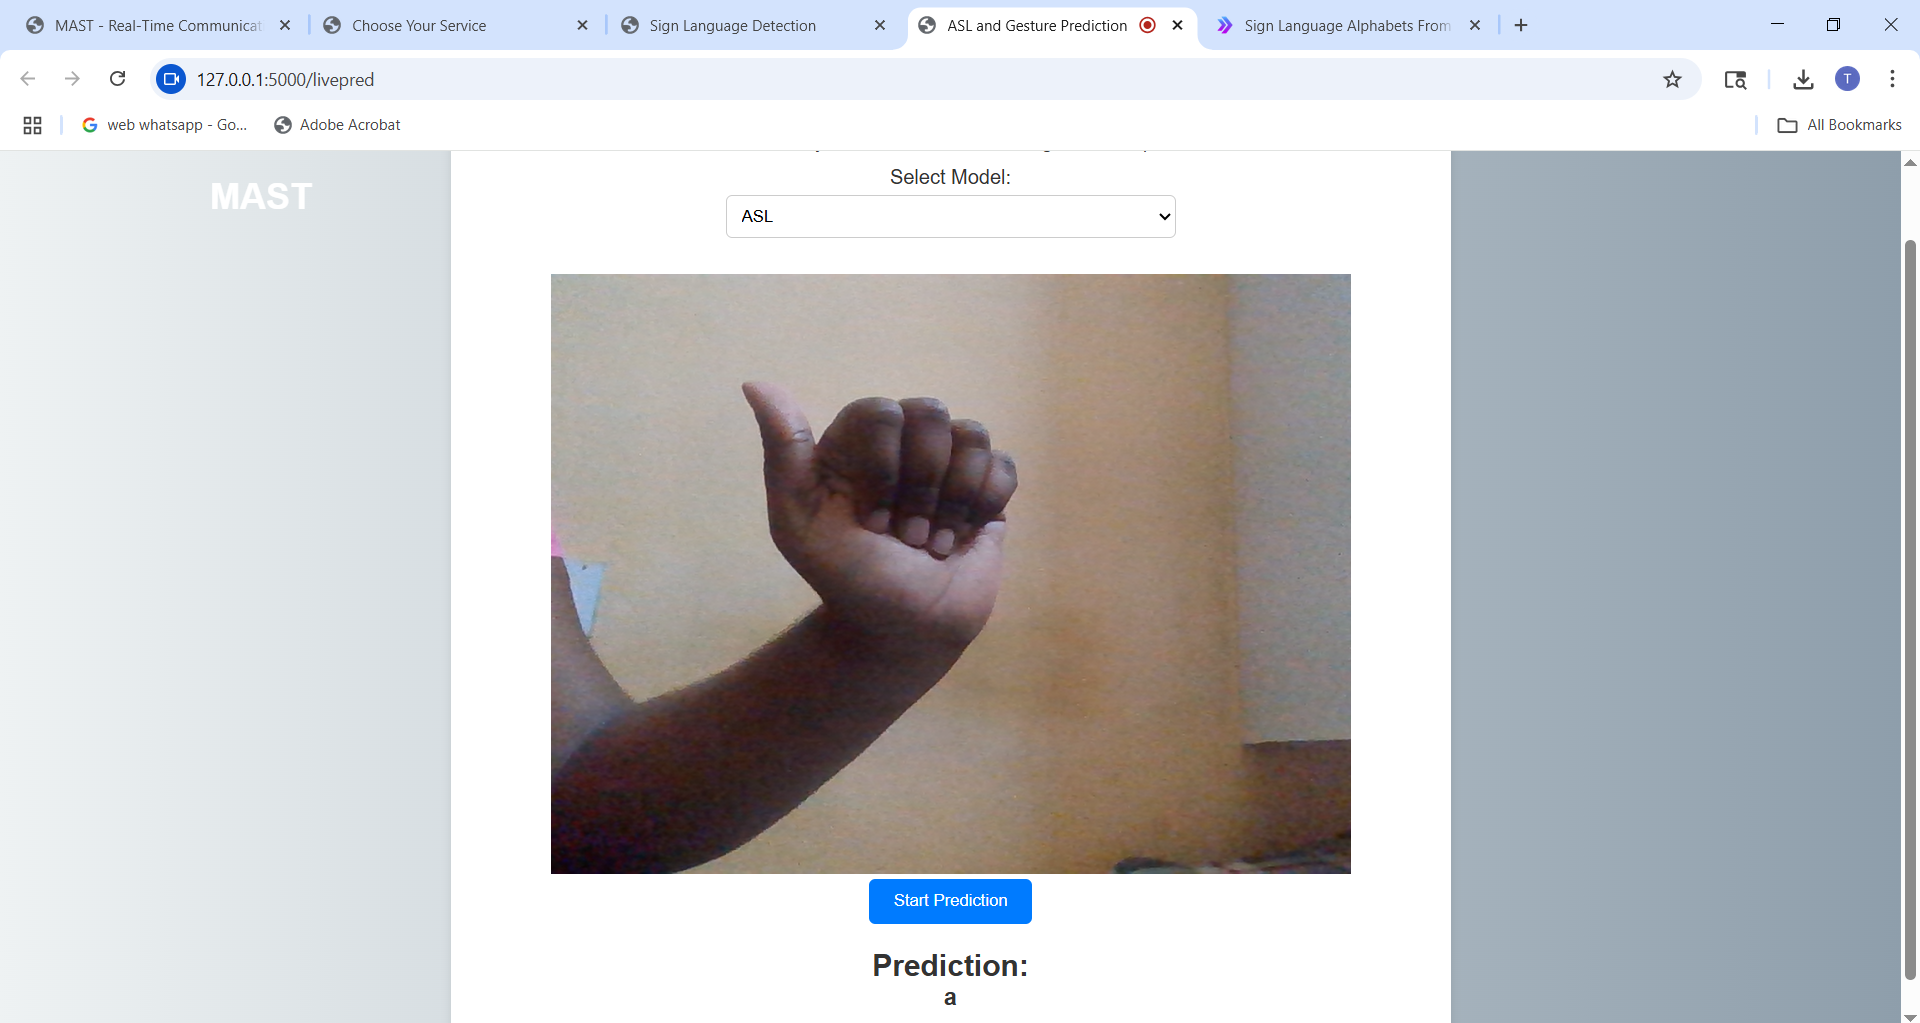 MAST - Real-Time Communicat
Choose Your Service
Sign Language Detection
ASL and Gesture Prediction
Sign Language Alphabets From
127.0.0.1:5000/livepred
T
web whatsapp - Go...
Adobe Acrobat
All Bookmarks
MAST
Select Model:
ASL
Start Prediction
Prediction:
a